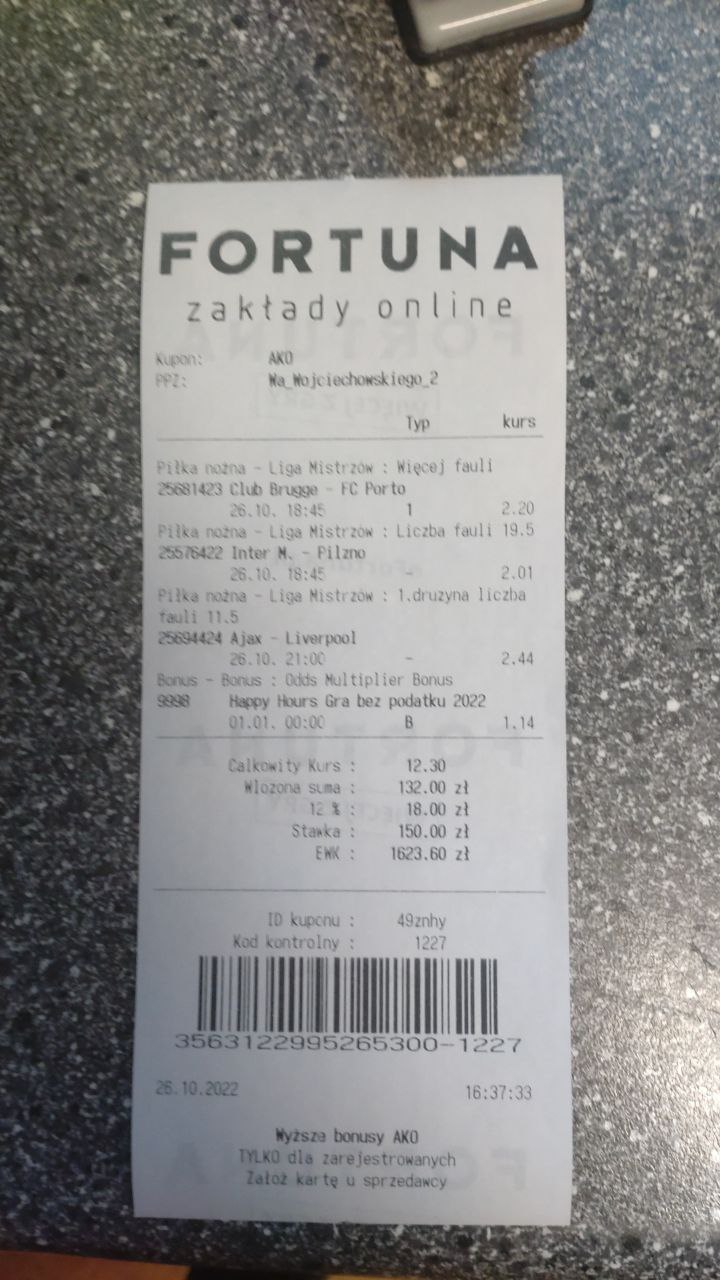 FORTUNA
zakłady online
Kupon: AKO
PPZ: Wa_Wojciechowskiego_2
Typ kurs
Piłka nożna - Liga Mistrzów : Więcej fauli
25681423 Club Brugge - FC Porto
26.10. 18:45 1 2.20
Piłka nożna - Liga Mistrzów : Liczba fauli 19.5
25576422 Inter M. - Pilzno
26.10. 18:45 - 2.01
Piłka nożna - Liga Mistrzów : 1.drużyna liczba
fauli 11.5
25694424 Ajax - Liverpool
26.10. 21:00 - 2.44
Bonus - Bonus : Odds Multiplier Bonus
9998 Happy Hours Gra bez podatku 2022
01.01. 00:00 B 1.14
Całkowity Kurs : 12.30
Włożona suma : 132.00 zł
12 % : 18.00 zł
Stawka : 150.00 zł
EWK : 1623.60 zł
ID kuponu : 49znhy
Kod kontrolny : 1227
3563122995265300-1227
26.10.2022 16:37:33
Wyższe bonusy AKO
TYLKO dla zarejestrowanych
Załóż kartę u sprzedawcy